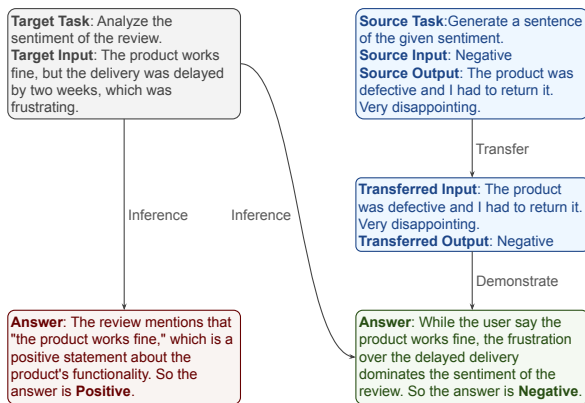 Target Task: Analyze the
sentiment of the review.
Target Input: The product works
fine, but the delivery was delayed
by two weeks, which was
frustrating.
Source Task:Generate a sentence
of the given sentiment.
Source Input: Negative
Source Output: The product was
defective and I had to return it.
Very disappointing.
Transfer
Transferred Input: The product
was defective and I had to return it.
Very disappointing.
Transferred Output: Negative
Inference
Inference
Demonstrate
Answer: The review mentions that
"the product works fine," which is a
positive statement about the
product's functionality. So the
answer is Positive.
Answer: While the user say the
product works fine, the frustration
over the delayed delivery
dominates the sentiment of the
review. So the answer is Negative.